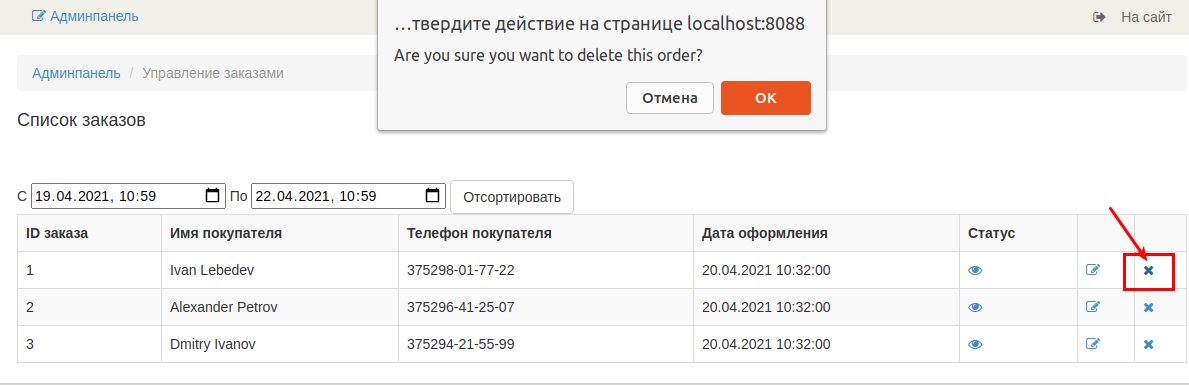 Админпанель
…твердите действие на странице localhost:8088
На сайт
Are you sure you want to delete this order?
Админпанель / Управление заказами
Отмена OK
Список заказов
С 19.04.2021, 10:59 По 22.04.2021, 10:59 Отсортировать
ID заказа Имя покупателя Телефон покупателя Дата оформления Статус
1 Ivan Lebedev 375298-01-77-22 20.04.2021 10:32:00
2 Alexander Petrov 375296-41-25-07 20.04.2021 10:32:00
3 Dmitry Ivanov 375294-21-55-99 20.04.2021 10:32:00